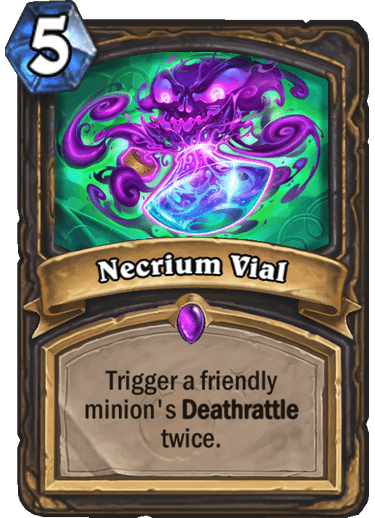 5
Necrium Vial
Trigger a friendly
minion's Deathrattle
twice.